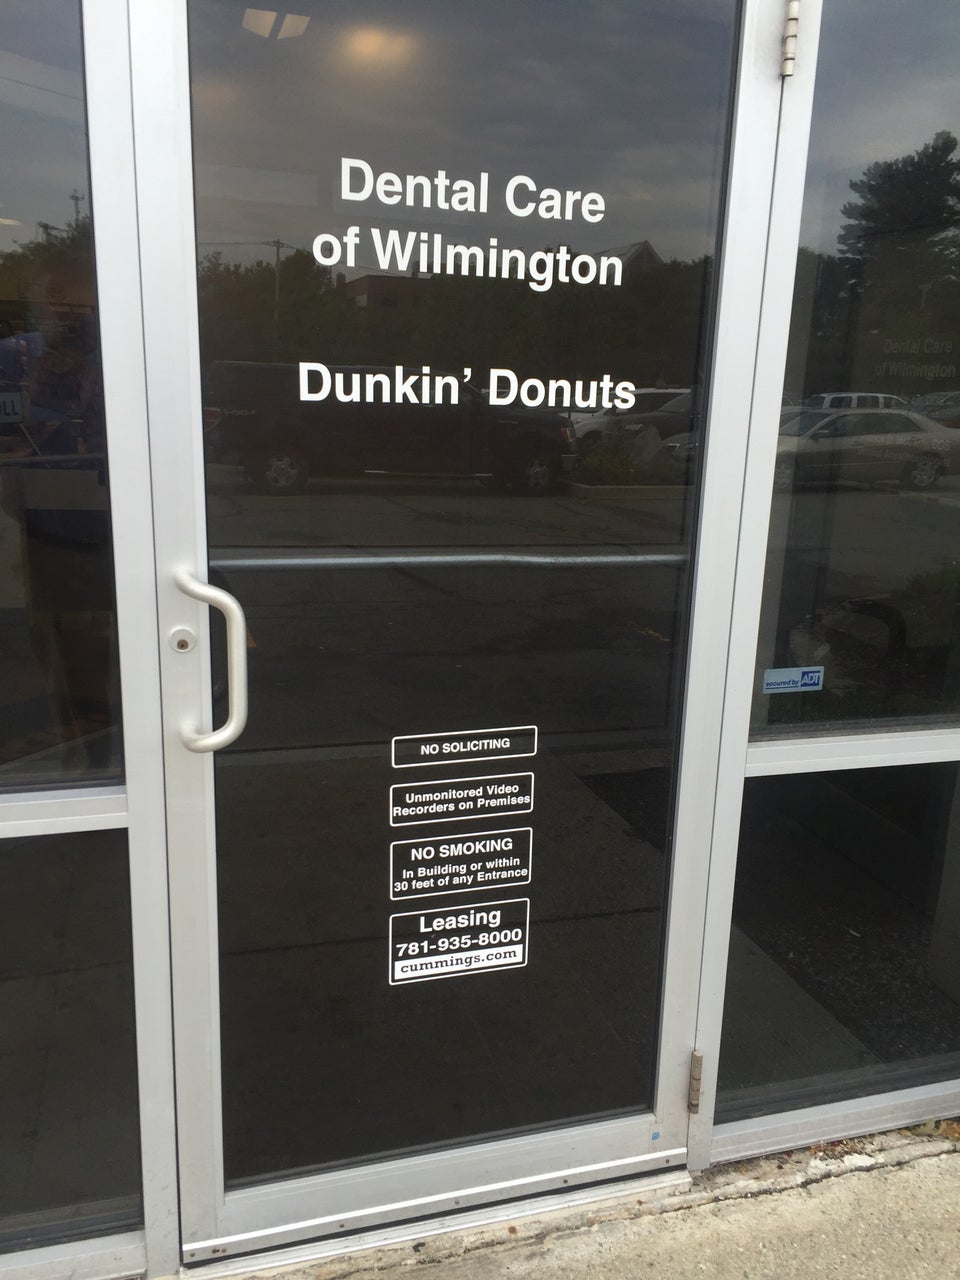 Dental Care
of Wilmington
Dunkin' Donuts
Dental Care
of Wilmington
secured by ADT
NO SOLICITING
Unmonitored Video
Recorders on Premises
NO SMOKING
In Building or within
30 feet of any Entrance
Leasing
781-935-8000
cummings.com